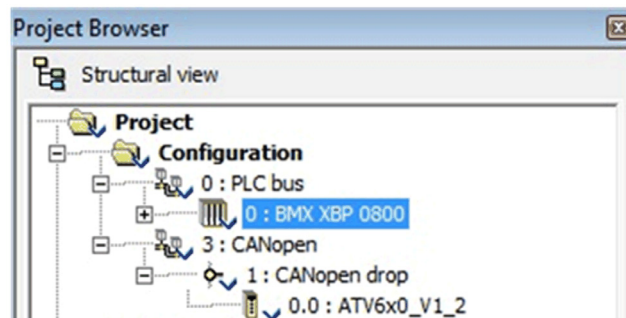 Project Browser
Structural view
Project
Configuration
0 : PLC bus
0 : BMX XBP 0800
3 : CANopen
1 : CANopen drop
0.0 : ATV6x0_V1_2